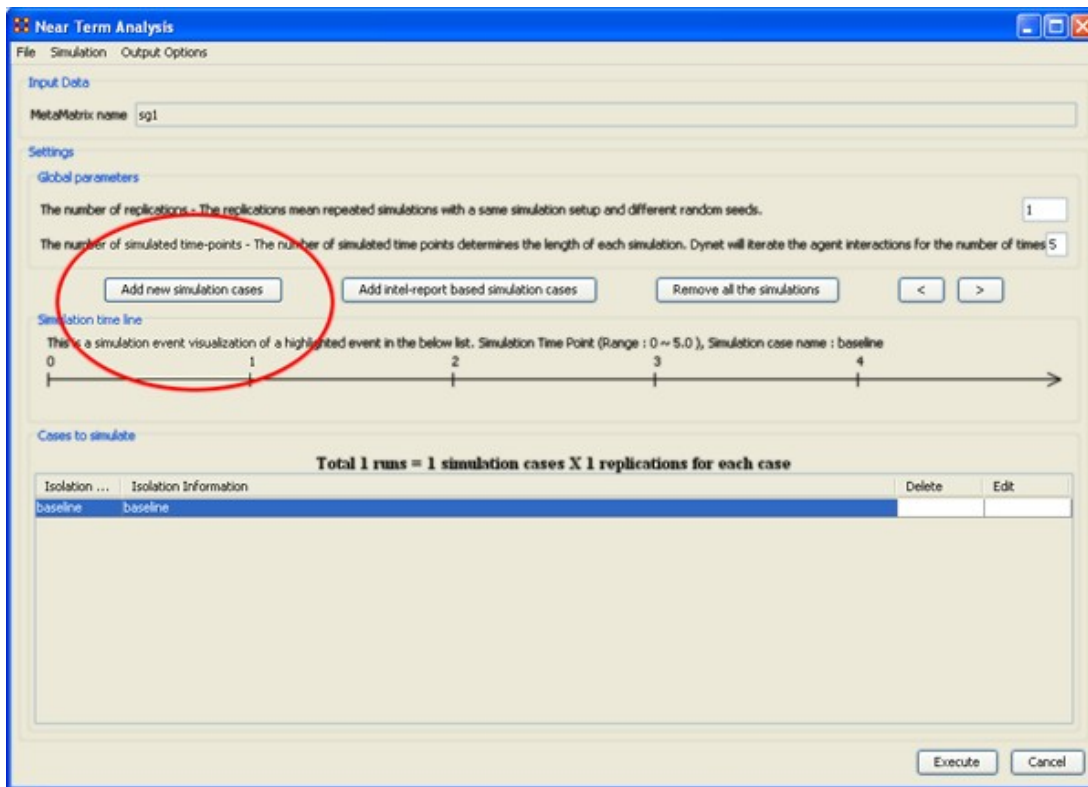 Near Term Analysis
File Simulation Output Options
Input Data
MetaMatrix name sg1
Settings
Global parameters
The number of replications - The replications mean repeated simulations with a same simulation setup and different random seeds. 1
The number of simulated time-points - The number of simulated time points determines the length of each simulation. Dynet will iterate the agent interactions for the number of times 5
Add new simulation cases Add intel-report based simulation cases Remove all the simulations < >
Simulation time line
This is a simulation event visualization of a highlighted event in the below list. Simulation Time Point (Range : 0 ~ 5.0 ), Simulation case name : baseline
0 1 2 3 4
Cases to simulate
Total 1 runs = 1 simulation cases X 1 replications for each case
Isolation ... Isolation Information Delete Edit
baseline baseline
Execute Cancel